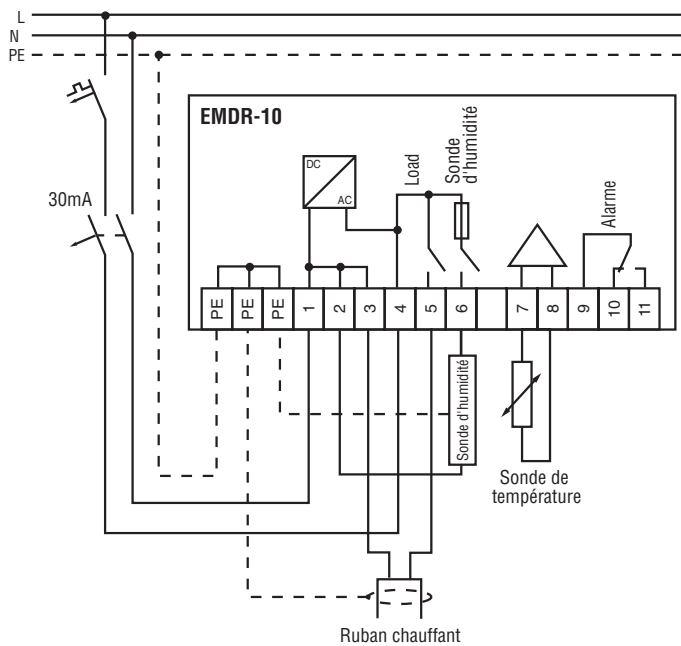 L
N
PE
EMDR-10
DC
AC
Load
Sonde
d'humidité
Alarme
30mA
PE
PE
PE
1
2
3
4
5
6
7
8
9
10
11
Sonde d'humidité
Sonde de
température
Ruban chauffant